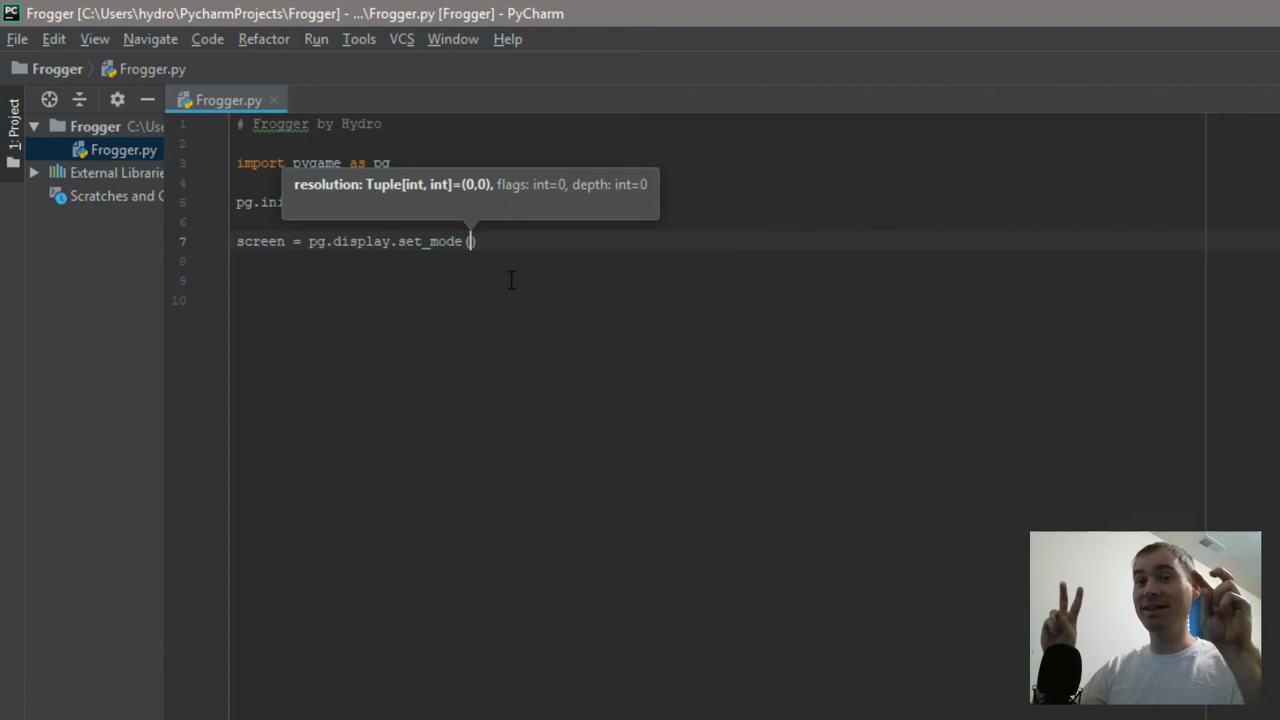 PC Frogger [C:\Users\hydro\PycharmProjects\Frogger] - ...\Frogger.py [Frogger] - PyCharm
File Edit View Navigate Code Refactor Run Tools VCS Window Help
Frogger Frogger.py
1: Project
Frogger C:\Use
Frogger.py
External Librarie
Scratches and C
Frogger.py
1 # Frogger by Hydro
2
3 import pygame as pg
4
resolution: Tuple[int, int]=(0,0), flags: int=0, depth: int=0
5 pg.ini
6
7 screen = pg.display.set_mode()
8
9
10